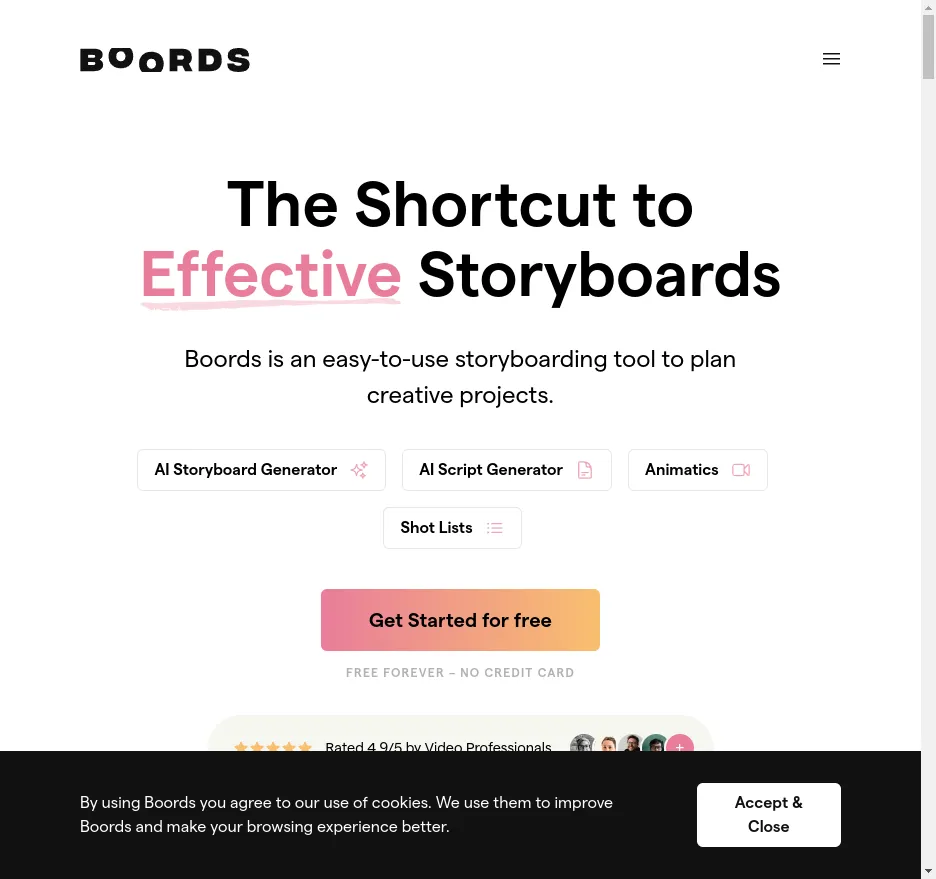 BOORDS
The Shortcut to
Effective Storyboards
Boords is an easy-to-use storyboarding tool to plan
creative projects.
AI Storyboard Generator
AI Script Generator
Animatics
Shot Lists
Get Started for free
FREE FOREVER – NO CREDIT CARD
Rated 4.9/5 by Video Professionals
+
By using Boords you agree to our use of cookies. We use them to improve
Boords and make your browsing experience better.
Accept &
Close